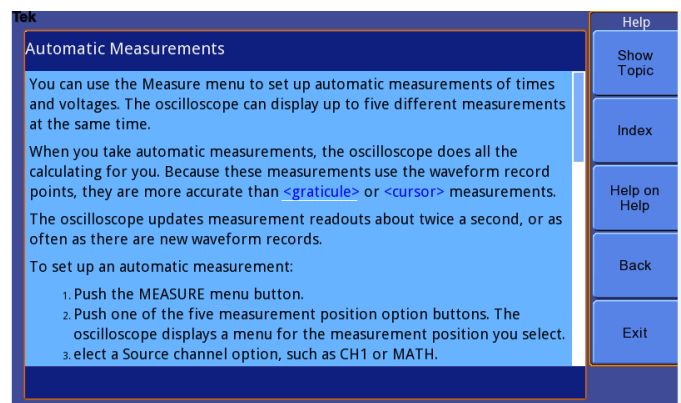 Tek
Help
Automatic Measurements
You can use the Measure menu to set up automatic measurements of times
and voltages. The oscilloscope can display up to five different measurements
at the same time.
When you take automatic measurements, the oscilloscope does all the
calculating for you. Because these measurements use the waveform record
points, they are more accurate than <graticule> or <cursor> measurements.
The oscilloscope updates measurement readouts about twice a second, or as
often as there are new waveform records.
To set up an automatic measurement:
1. Push the MEASURE menu button.
2. Push one of the five measurement position option buttons. The
oscilloscope displays a menu for the measurement position you select.
3. elect a Source channel option, such as CH1 or MATH.
Show
Topic
Index
Help on
Help
Back
Exit